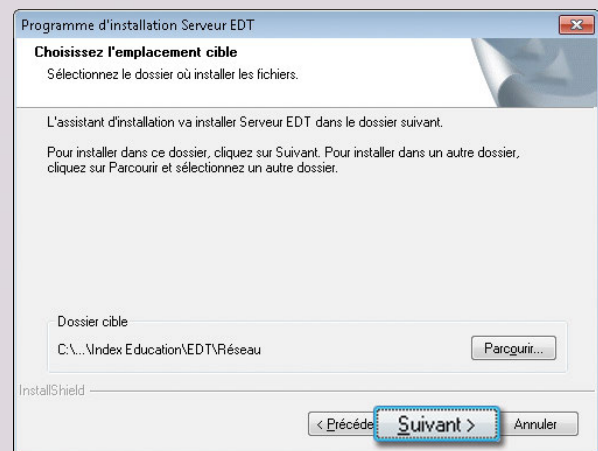 Programme d'installation Serveur EDT
Choisissez l'emplacement cible
Sélectionnez le dossier où installer les fichiers.
L'assistant d'installation va installer Serveur EDT dans le dossier suivant.
Pour installer dans ce dossier, cliquez sur Suivant. Pour installer dans un autre dossier,
cliquez sur Parcourir et sélectionnez un autre dossier.
Dossier cible
C:\...\Index Education\EDT\Réseau
Parcourir...
InstallShield
< Précéde
Suivant >
Annuler